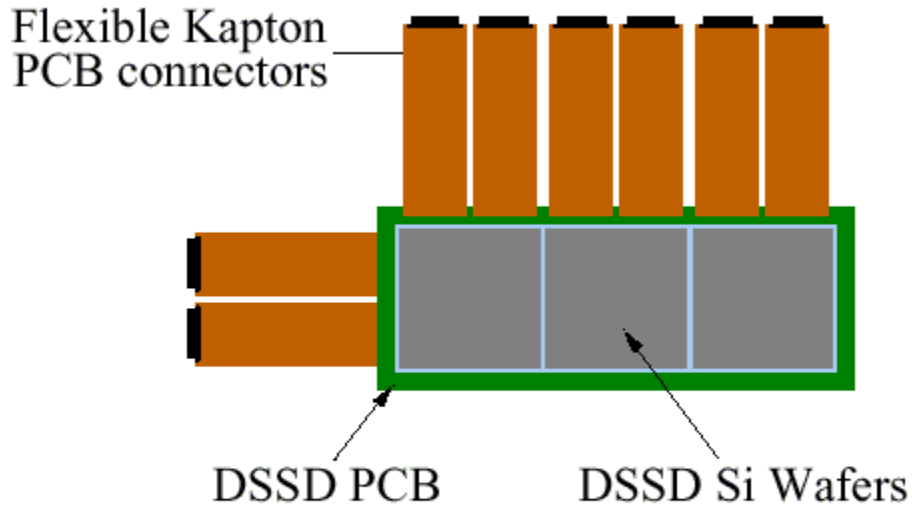 Flexible Kapton
PCB connectors
DSSD PCB
DSSD Si Wafers